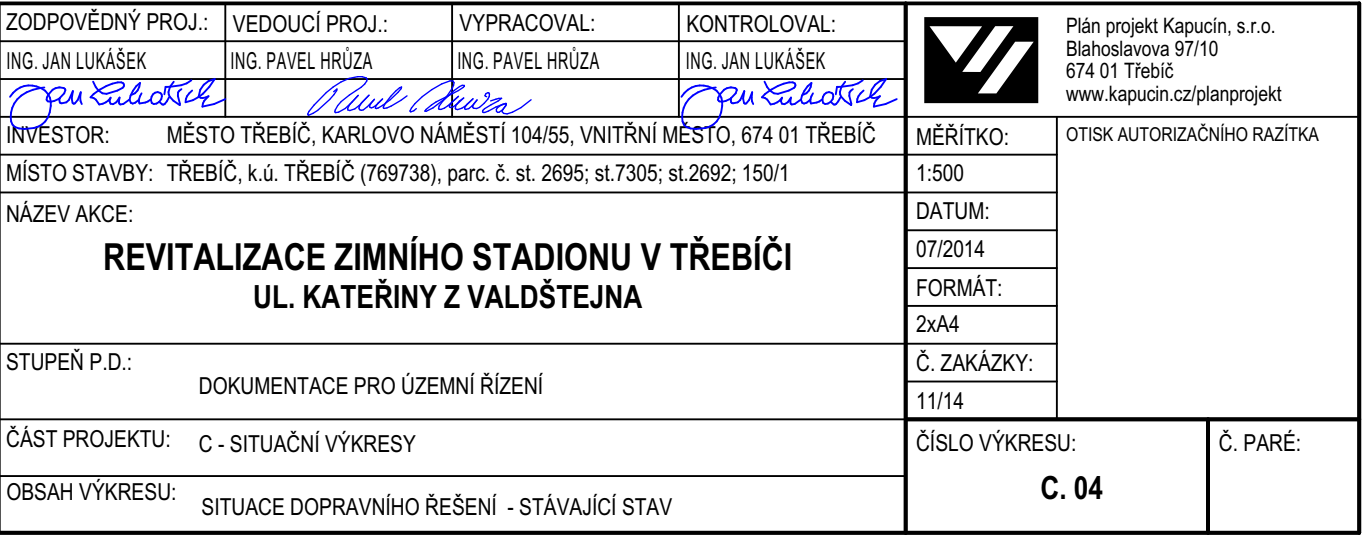 ZODPOVĚDNÝ PROJ.: VEDOUCÍ PROJ.: VYPRACOVAL: KONTROLOVAL:
ING. JAN LUKÁŠEK ING. PAVEL HRŮZA ING. PAVEL HRŮZA ING. JAN LUKÁŠEK
INVESTOR: MĚSTO TŘEBÍČ, KARLOVO NÁMĚSTÍ 104/55, VNITŘNÍ MĚSTO, 674 01 TŘEBÍČ
MÍSTO STAVBY: TŘEBÍČ, k.ú. TŘEBÍČ (769738), parc. č. st. 2695; st.7305; st.2692; 150/1
NÁZEV AKCE:
REVITALIZACE ZIMNÍHO STADIONU V TŘEBÍČI
UL. KATEŘINY Z VALDŠTEJNA
STUPEŇ P.D.:
DOKUMENTACE PRO ÚZEMNÍ ŘÍZENÍ
ČÁST PROJEKTU: C - SITUAČNÍ VÝKRESY
OBSAH VÝKRESU: SITUACE DOPRAVNÍHO ŘEŠENÍ - STÁVAJÍCÍ STAV
Plán projekt Kapucín, s.r.o.
Blahoslavova 97/10
674 01 Třebíč
www.kapucin.cz/planprojekt
MĚŘÍTKO:
1:500
DATUM:
07/2014
FORMÁT:
2xA4
Č. ZAKÁZKY:
11/14
OTISK AUTORIZAČNÍHO RAZÍTKA
ČÍSLO VÝKRESU:
C. 04
Č. PARÉ: